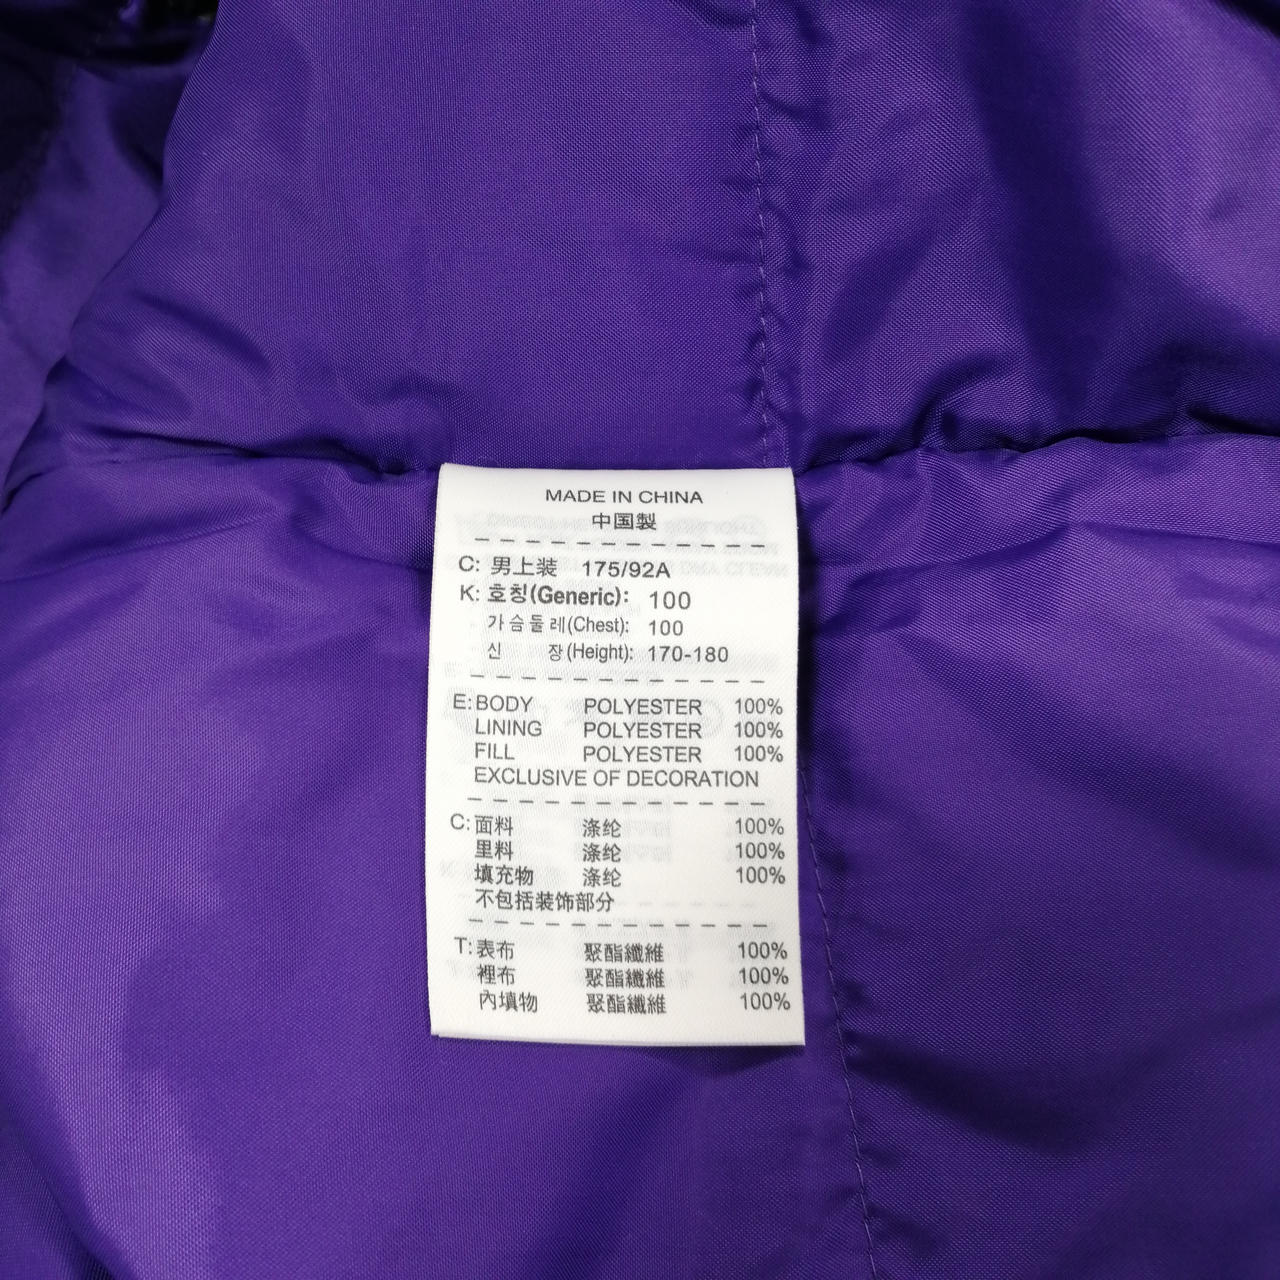 MADE IN CHINA
中国製
C: 男上装 175/92A
K: 호칭(Generic): 100
가슴둘레(Chest): 100
신 장(Height): 170-180
E: BODY POLYESTER 100%
LINING POLYESTER 100%
FILL POLYESTER 100%
EXCLUSIVE OF DECORATION
C: 面料 涤纶 100%
里料 涤纶 100%
填充物 涤纶 100%
不包括装饰部分
T: 表布 聚酯纖維 100%
裡布 聚酯纖維 100%
內填物 聚酯纖維 100%